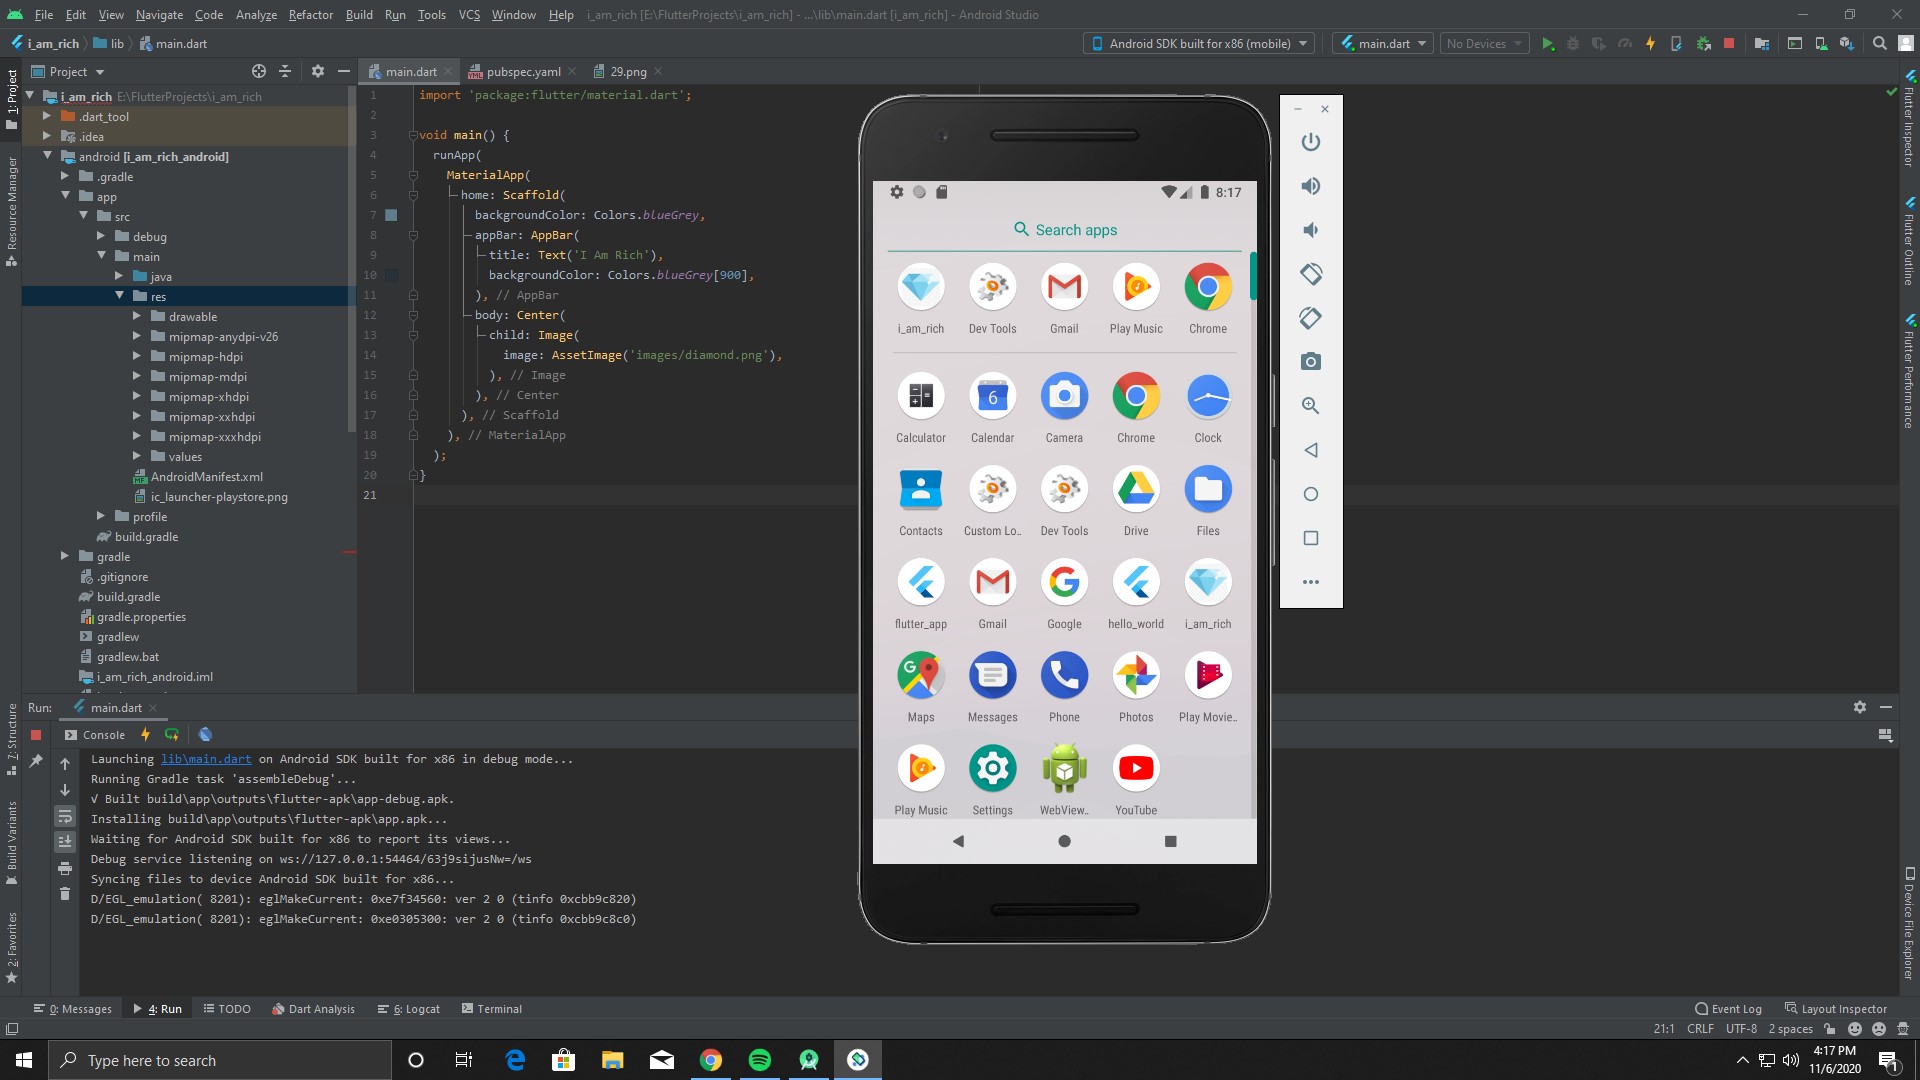 File Edit View Navigate Code Analyze Refactor Build Run Tools VCS Window Help i_am_rich [E:\FlutterProjects\i_am_rich] - ...\lib\main.dart [i_am_rich] - Android Studio
i_am_rich lib main.dart
Android SDK built for x86 (mobile) main.dart No Devices
Project
main.dart pubspec.yaml 29.png
1: Project
Resource Manager
7: Structure
Build Variants
2: Favorites
i_am_rich E:\FlutterProjects\i_am_rich
.dart_tool
.idea
android [i_am_rich_android]
.gradle
app
src
debug
main
java
res
drawable
mipmap-anydpi-v26
mipmap-hdpi
mipmap-mdpi
mipmap-xhdpi
mipmap-xxhdpi
mipmap-xxxhdpi
values
AndroidManifest.xml
ic_launcher-playstore.png
profile
build.gradle
gradle
.gitignore
build.gradle
gradle.properties
gradlew
gradlew.bat
i_am_rich_android.iml
1 import 'package:flutter/material.dart';
2
3 void main() {
4 runApp(
5 MaterialApp(
6 home: Scaffold(
7 backgroundColor: Colors.blueGrey,
8 appBar: AppBar(
9 title: Text('I Am Rich'),
10 backgroundColor: Colors.blueGrey[900],
11 ), // AppBar
12 body: Center(
13 child: Image(
14 image: AssetImage('images/diamond.png'),
15 ), // Image
16 ), // Center
17 ), // Scaffold
18 ), // MaterialApp
19 );
20 }
21
8:17
Search apps
i_am_rich Dev Tools Gmail Play Music Chrome
6
Calculator Calendar Camera Chrome Clock
Contacts Custom Lo.. Dev Tools Drive Files
flutter_app Gmail Google hello_world i_am_rich
Maps Messages Phone Photos Play Movie..
Play Music Settings WebView.. YouTube
Flutter Inspector
Flutter Outline
Flutter Performance
Device File Explorer
Run: main.dart
Console
Launching lib\main.dart on Android SDK built for x86 in debug mode...
Running Gradle task 'assembleDebug'...
√ Built build\app\outputs\flutter-apk\app-debug.apk.
Installing build\app\outputs\flutter-apk\app.apk...
Waiting for Android SDK built for x86 to report its views...
Debug service listening on ws://127.0.0.1:54464/63j9sijusNw=/ws
Syncing files to device Android SDK built for x86...
D/EGL_emulation( 8201): eglMakeCurrent: 0xe7f34560: ver 2 0 (tinfo 0xcbb9c820)
D/EGL_emulation( 8201): eglMakeCurrent: 0xe0305300: ver 2 0 (tinfo 0xcbb9c8c0)
0: Messages 4: Run TODO Dart Analysis 6: Logcat Terminal Event Log Layout Inspector
21:1 CRLF UTF-8 2 spaces
Type here to search
4:17 PM
11/6/2020
1